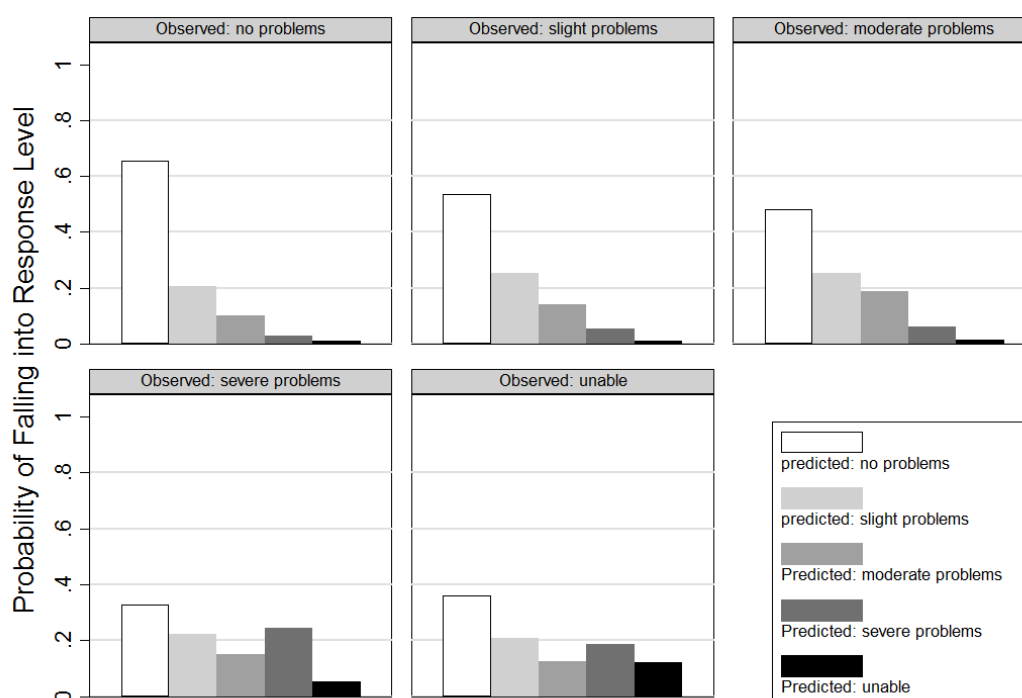 Observed: no problems
Observed: slight problems
Observed: moderate problems
Probability of Falling into Response Level
1
.8
.6
.4
.2
0
Observed: severe problems
Observed: unable
1
.8
.6
.4
.2
0
predicted: no problems
predicted: slight problems
Predicted: moderate problems
Predicted: severe problems
Predicted: unable